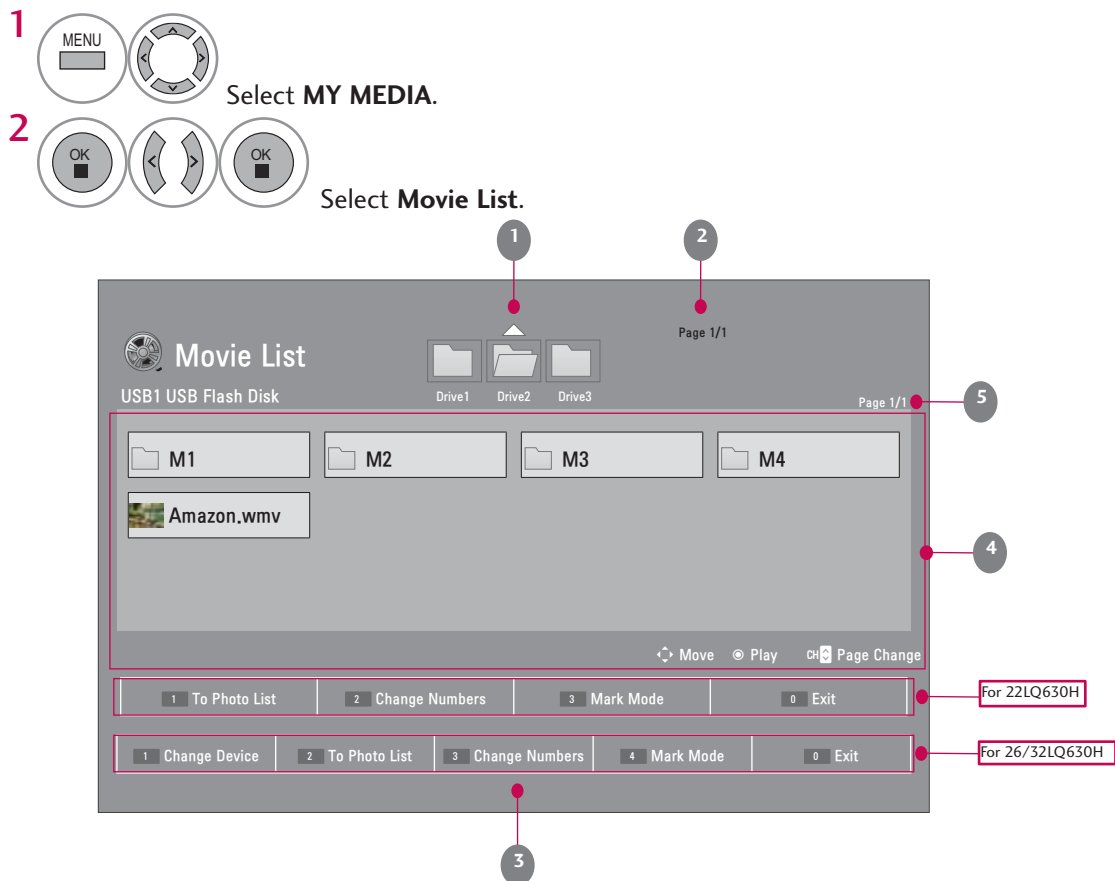 1
MENU
Select MY MEDIA.
2
OK OK
Select Movie List.
1 2
Page 1/1
Movie List
USB1 USB Flash Disk
Drive1 Drive2 Drive3
Page 1/1
5
M1 M2 M3 M4
Amazon.wmv
4
Move Play CH Page Change
1 To Photo List 2 Change Numbers 3 Mark Mode 0 Exit
For 22LQ630H
1 Change Device 2 To Photo List 3 Change Numbers 4 Mark Mode 0 Exit
For 26/32LQ630H
3